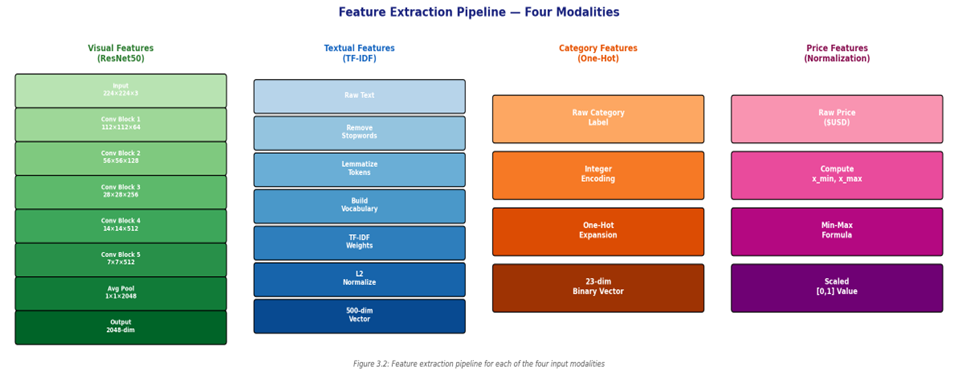 Feature Extraction Pipeline — Four Modalities
Visual Features
(ResNet50)
Input
224×224×3
Conv Block 1
112×112×64
Conv Block 2
56×56×128
Conv Block 3
28×28×256
Conv Block 4
14×14×512
Conv Block 5
7×7×512
Avg Pool
1×1×2048
Output
2048-dim
Textual Features
(TF-IDF)
Raw Text
Remove
Stopwords
Lemmatize
Tokens
Build
Vocabulary
TF-IDF
Weights
L2
Normalize
500-dim
Vector
Category Features
(One-Hot)
Raw Category
Label
Integer
Encoding
One-Hot
Expansion
23-dim
Binary Vector
Price Features
(Normalization)
Raw Price
($USD)
Compute
x_min, x_max
Min-Max
Formula
Scaled
[0,1] Value
Figure 3.2: Feature extraction pipeline for each of the four input modalities